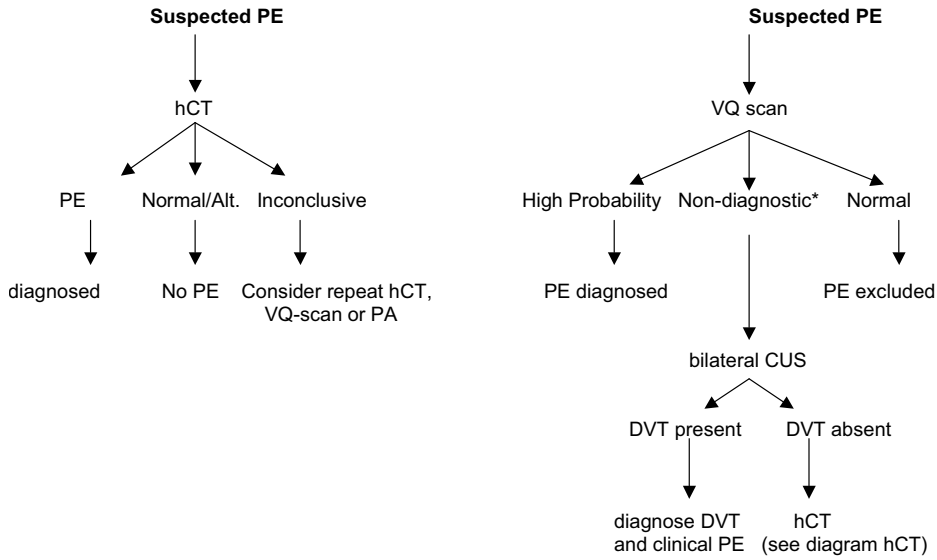 Suspected PE
hCT
PE Normal/Alt. Inconclusive
diagnosed No PE Consider repeat hCT,
VQ-scan or PA
Suspected PE
VQ scan
High Probability Non-diagnostic* Normal
PE diagnosed PE excluded
bilateral CUS
DVT present DVT absent
diagnose DVT hCT
and clinical PE (see diagram hCT)